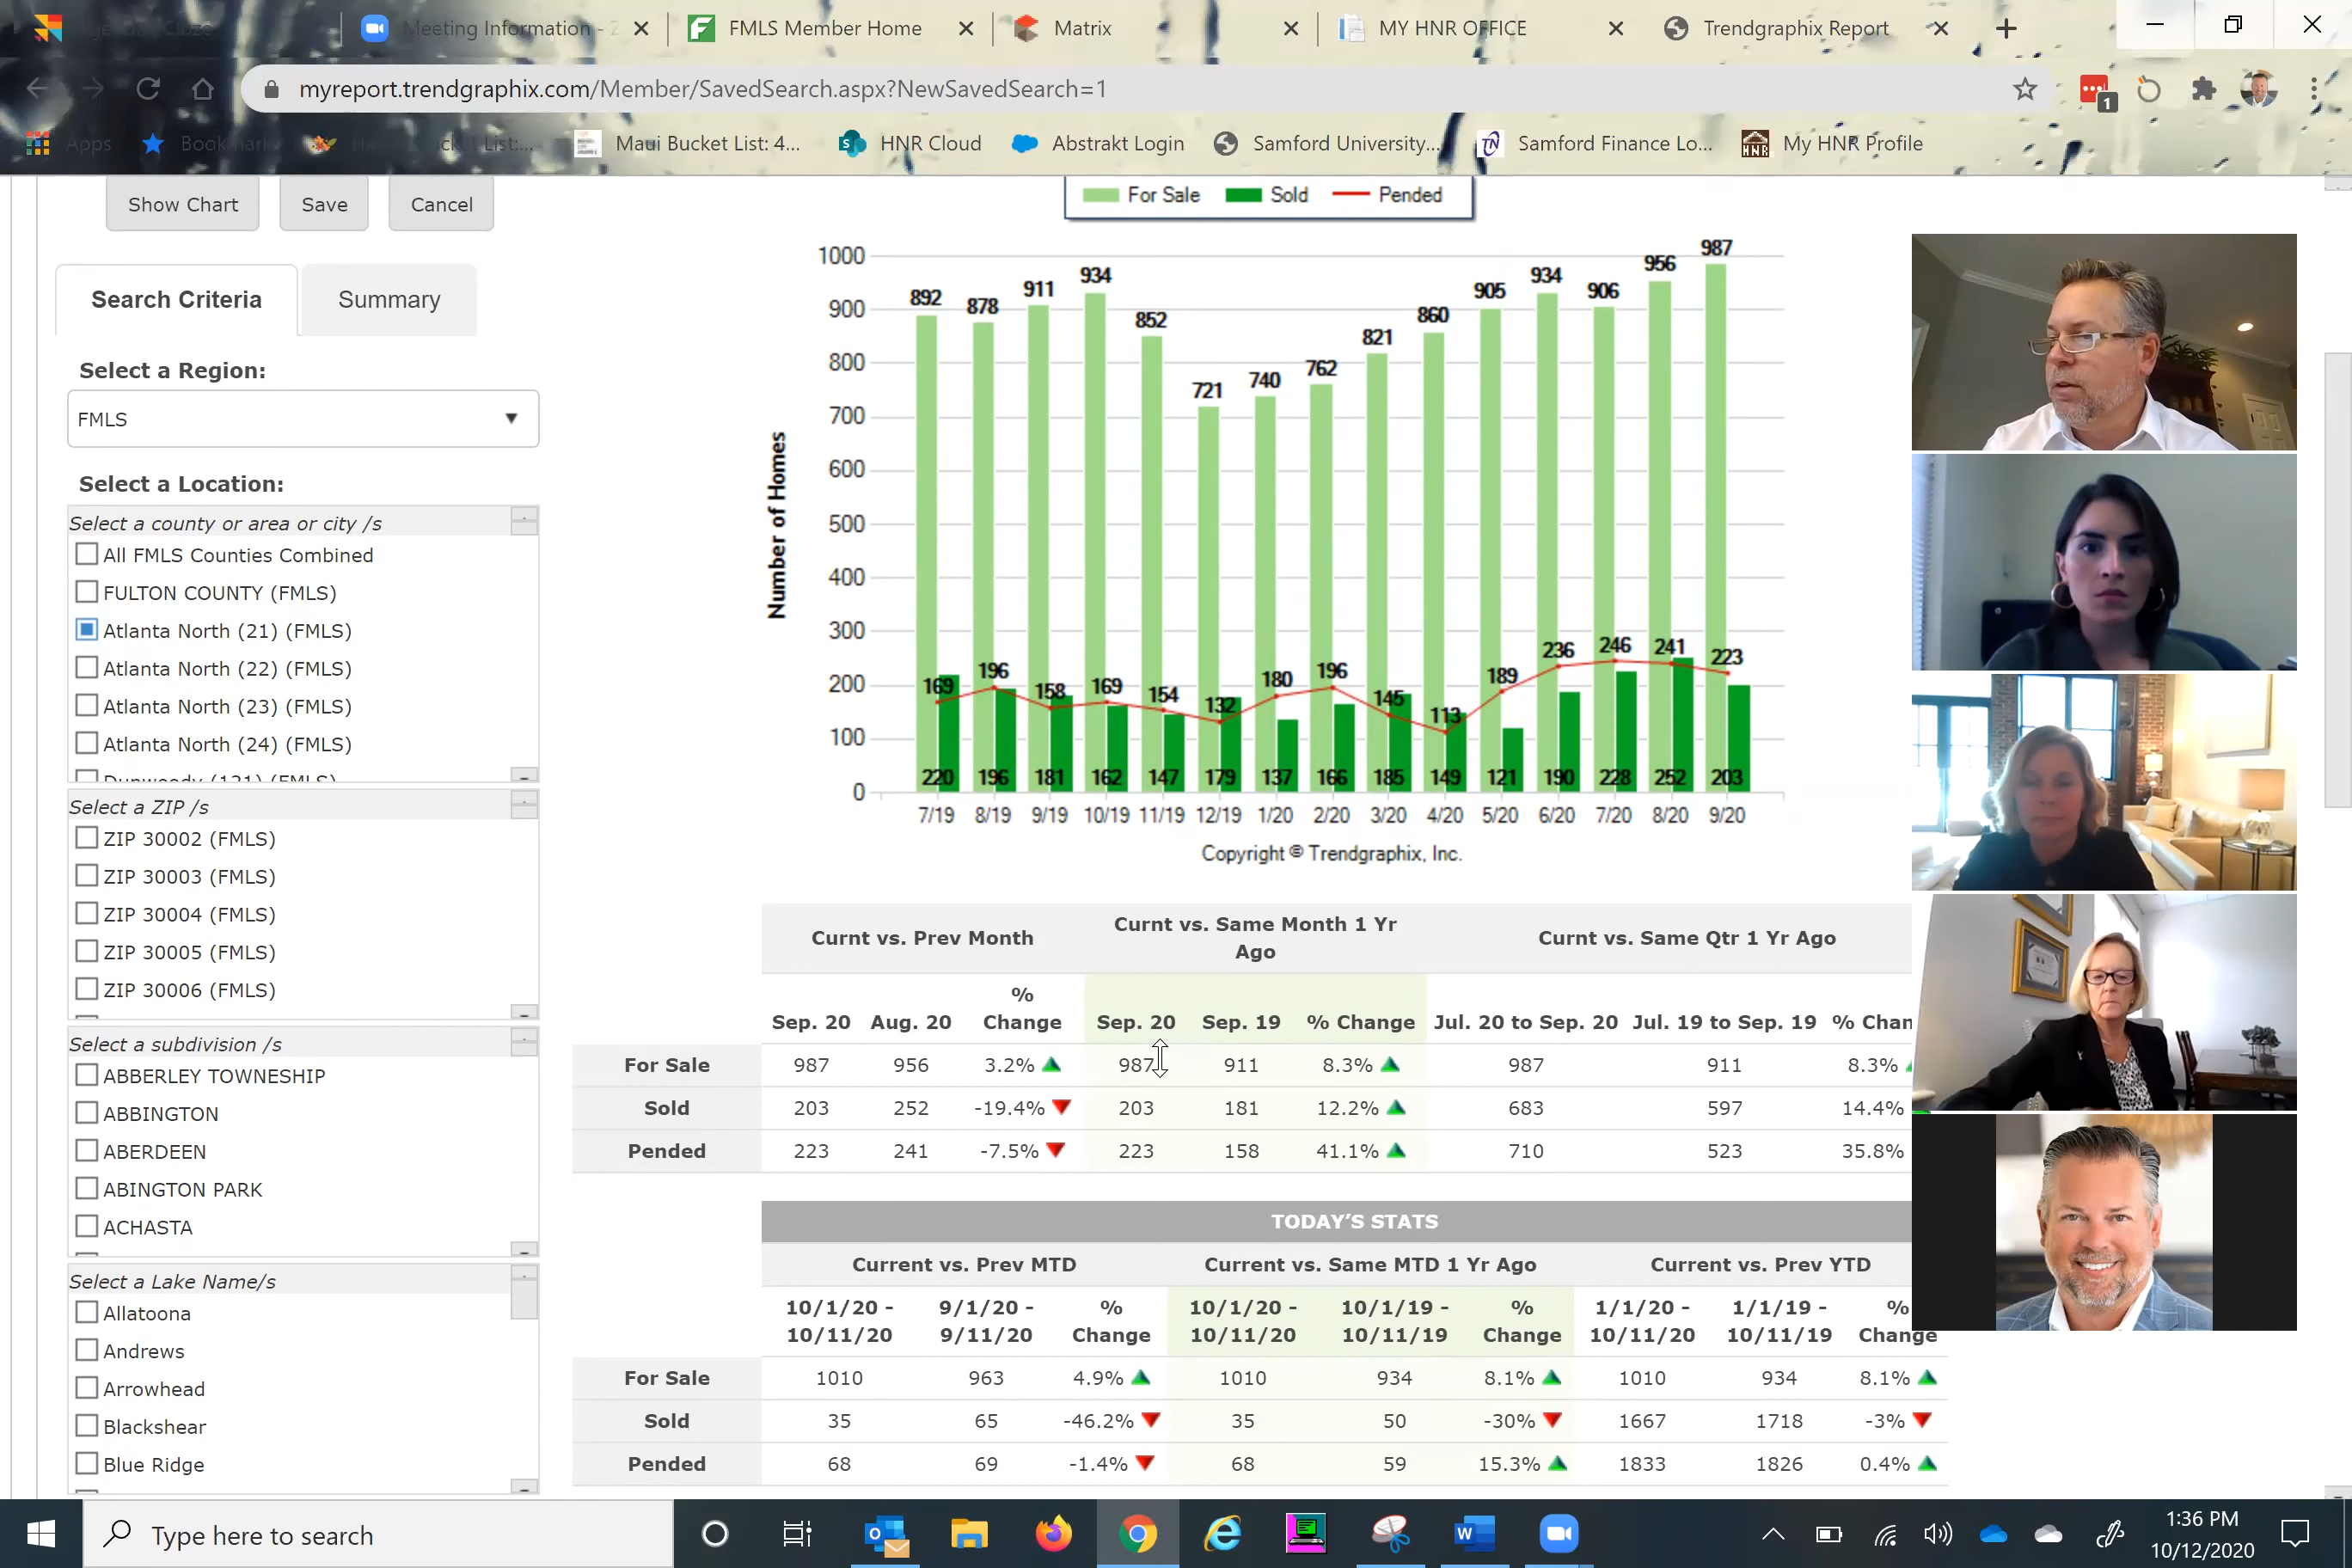 Meeting Information - Z
FMLS Member Home
Matrix
MY HNR OFFICE
Trendgraphix Report
myreport.trendgraphix.com/Member/SavedSearch.aspx?NewSavedSearch=1
1
Apps
Maui Bucket List: 4...
HNR Cloud
Abstrakt Login
Samford University...
Samford Finance Lo...
My HNR Profile
Show Chart Save Cancel
Search Criteria Summary
Select a Region:
FMLS
Select a Location:
Select a county or area or city /s
All FMLS Counties Combined
FULTON COUNTY (FMLS)
Atlanta North (21) (FMLS)
Atlanta North (22) (FMLS)
Atlanta North (23) (FMLS)
Atlanta North (24) (FMLS)
Dunwoody (121) (FMLS)
Select a ZIP /s
ZIP 30002 (FMLS)
ZIP 30003 (FMLS)
ZIP 30004 (FMLS)
ZIP 30005 (FMLS)
ZIP 30006 (FMLS)
Select a subdivision /s
ABBERLEY TOWNESHIP
ABBINGTON
ABERDEEN
ABINGTON PARK
ACHASTA
Select a Lake Name/s
Allatoona
Andrews
Arrowhead
Blackshear
Blue Ridge
For Sale Sold Pended
Number of Homes
1000
900
800
700
600
500
400
300
200
100
0
892 878 911 934 852 721 740 762 821 860 905 934 906 956 987
169 196 158 169 154 132 180 196 145 113 189 236 246 241 223
220 196 181 162 147 179 137 166 185 149 121 190 228 252 203
7/19 8/19 9/19 10/19 11/19 12/19 1/20 2/20 3/20 4/20 5/20 6/20 7/20 8/20 9/20
Copyright © Trendgraphix, Inc.
Curnt vs. Prev Month
Curnt vs. Same Month 1 Yr
Ago
Curnt vs. Same Qtr 1 Yr Ago
Sep. 20 Aug. 20 % Change Sep. 20 Sep. 19 % Change Jul. 20 to Sep. 20 Jul. 19 to Sep. 19 % Chan
For Sale 987 956 3.2% 987 911 8.3% 987 911 8.3%
Sold 203 252 -19.4% 203 181 12.2% 683 597 14.4%
Pended 223 241 -7.5% 223 158 41.1% 710 523 35.8%
TODAY'S STATS
Current vs. Prev MTD Current vs. Same MTD 1 Yr Ago Current vs. Prev YTD
10/1/20 - 9/1/20 - % 10/1/20 - 10/1/19 - % 1/1/20 - 1/1/19 - %
10/11/20 9/11/20 Change 10/11/20 10/11/19 Change 10/11/20 10/11/19 Change
For Sale 1010 963 4.9% 1010 934 8.1% 1010 934 8.1%
Sold 35 65 -46.2% 35 50 -30% 1667 1718 -3%
Pended 68 69 -1.4% 68 59 15.3% 1833 1826 0.4%
Type here to search
1:36 PM
10/12/2020